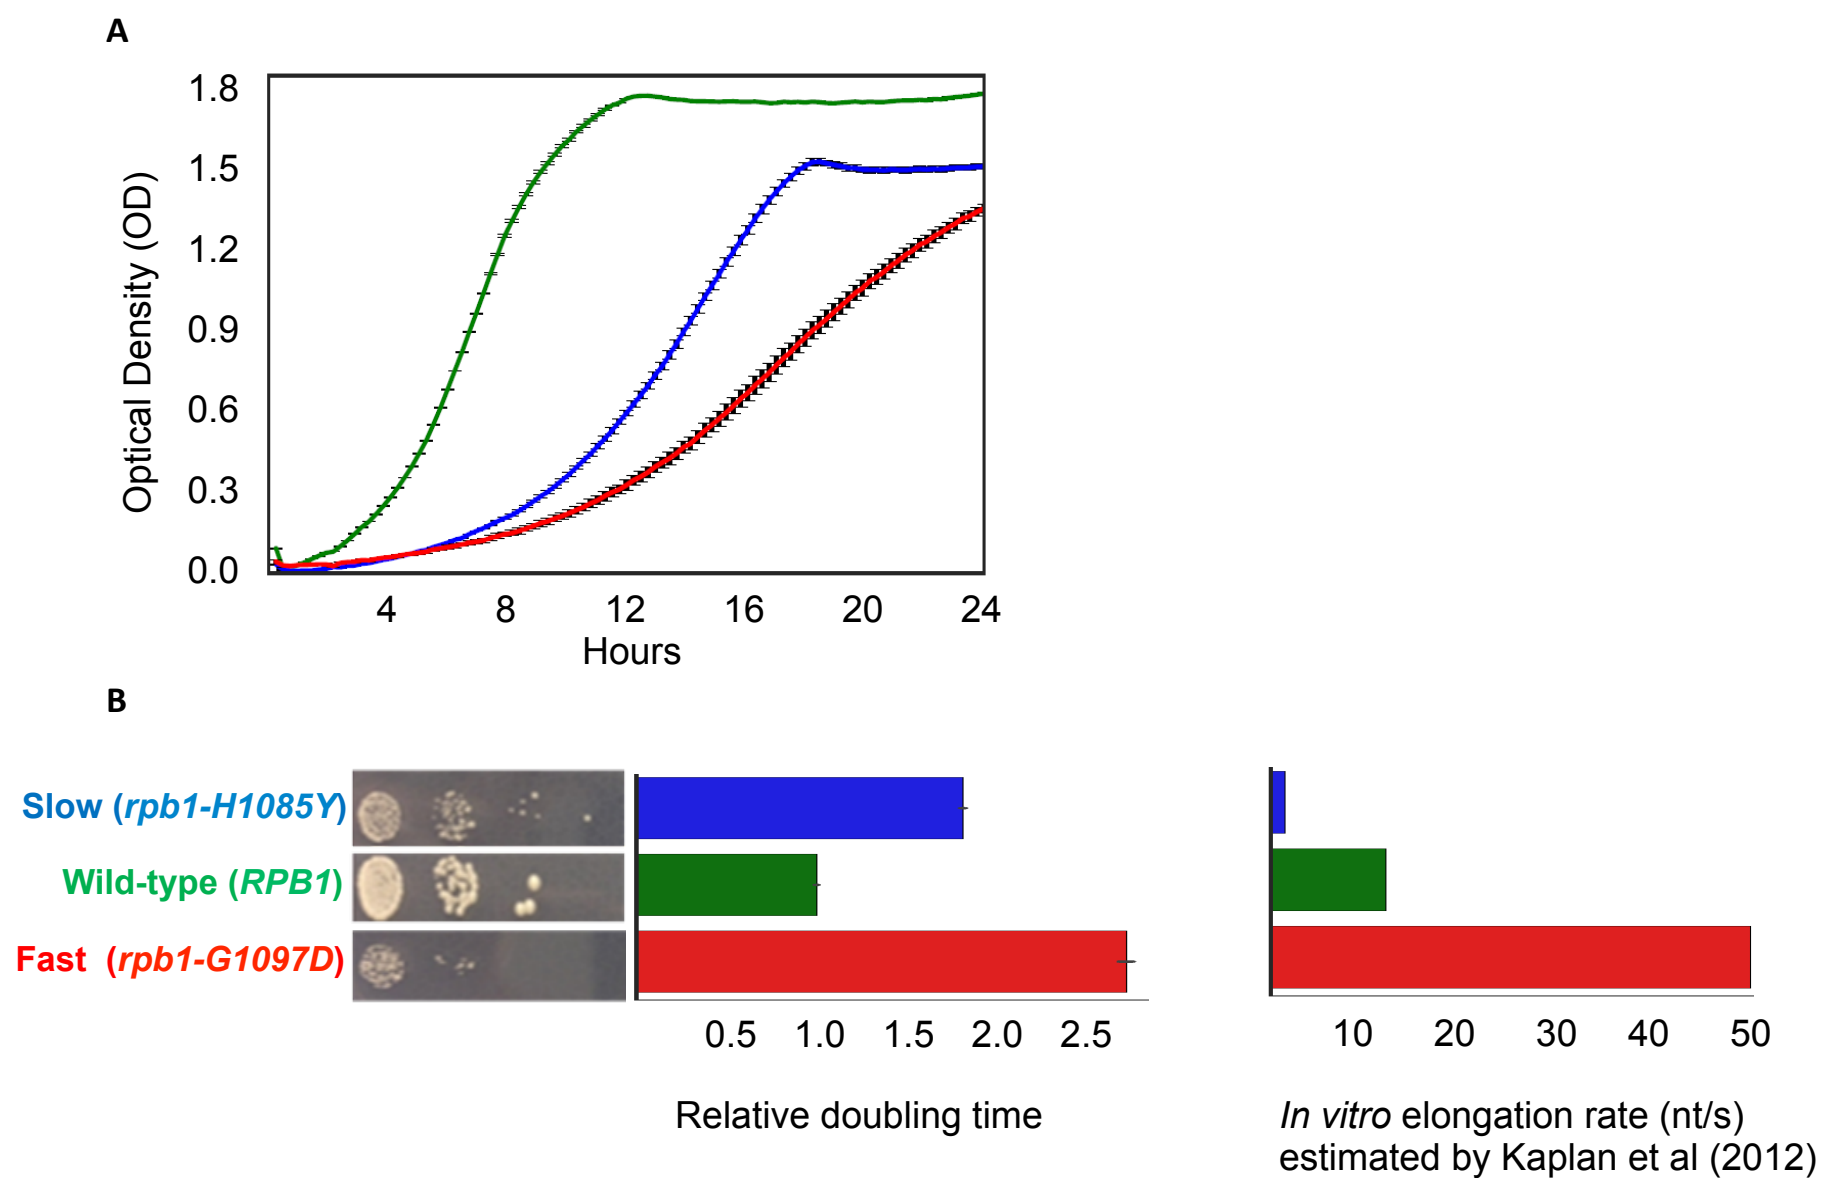 A
1.8
1.5
1.2
0.9
0.6
0.3
0.0
Optical Density (OD)
4 8 12 16 20 24
Hours
B
Slow (rpb1-H1085Y)
Wild-type (RPB1)
Fast (rpb1-G1097D)
0.5 1.0 1.5 2.0 2.5
Relative doubling time
10 20 30 40 50
In vitro elongation rate (nt/s)
estimated by Kaplan et al (2012)